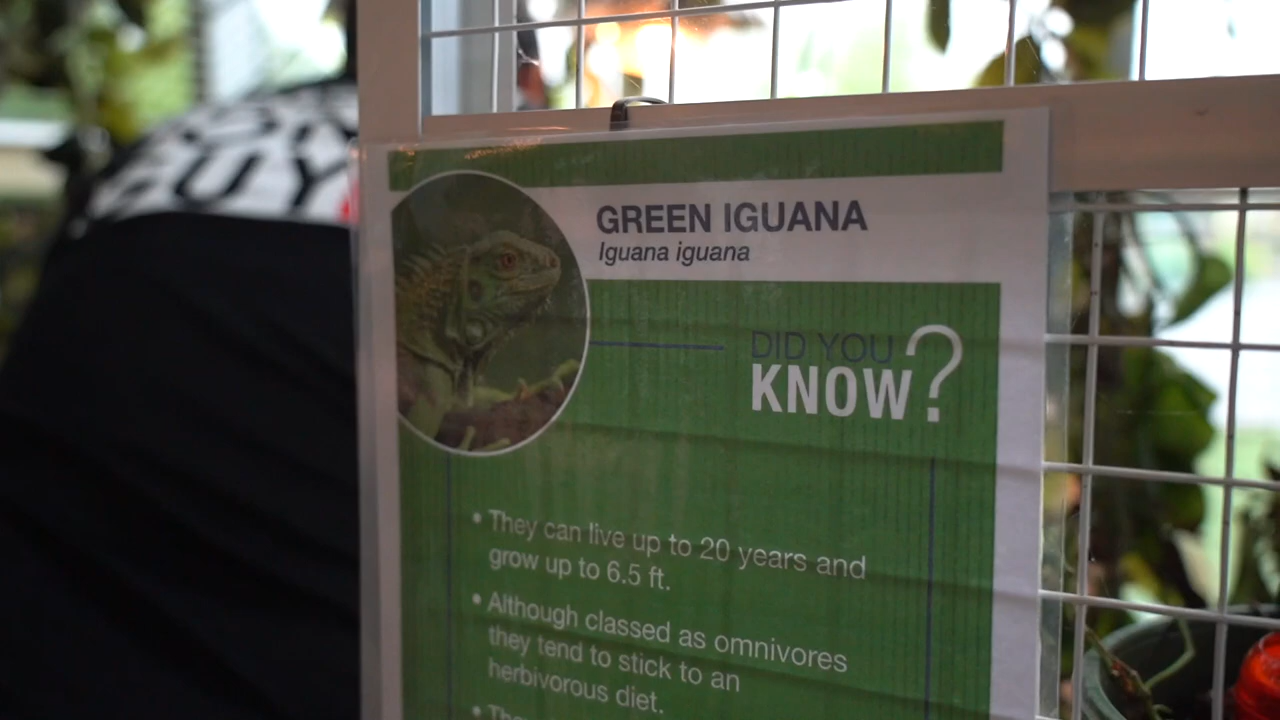 GREEN IGUANA
Iguana iguana
DID YOU
KNOW?
• They can live up to 20 years and
grow up to 6.5 ft.
• Although classed as omnivores
they tend to stick to an
herbivorous diet.